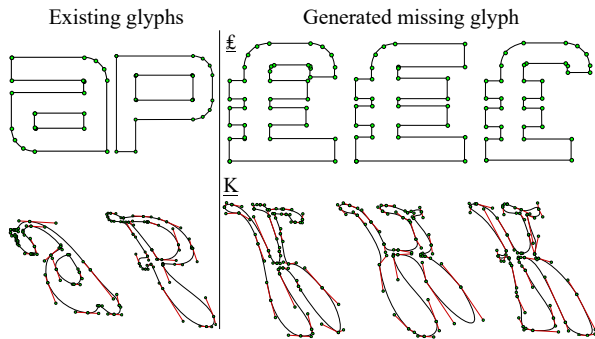 Existing glyphs
Generated missing glyph
£
a p £ £ £
K
a P K K K